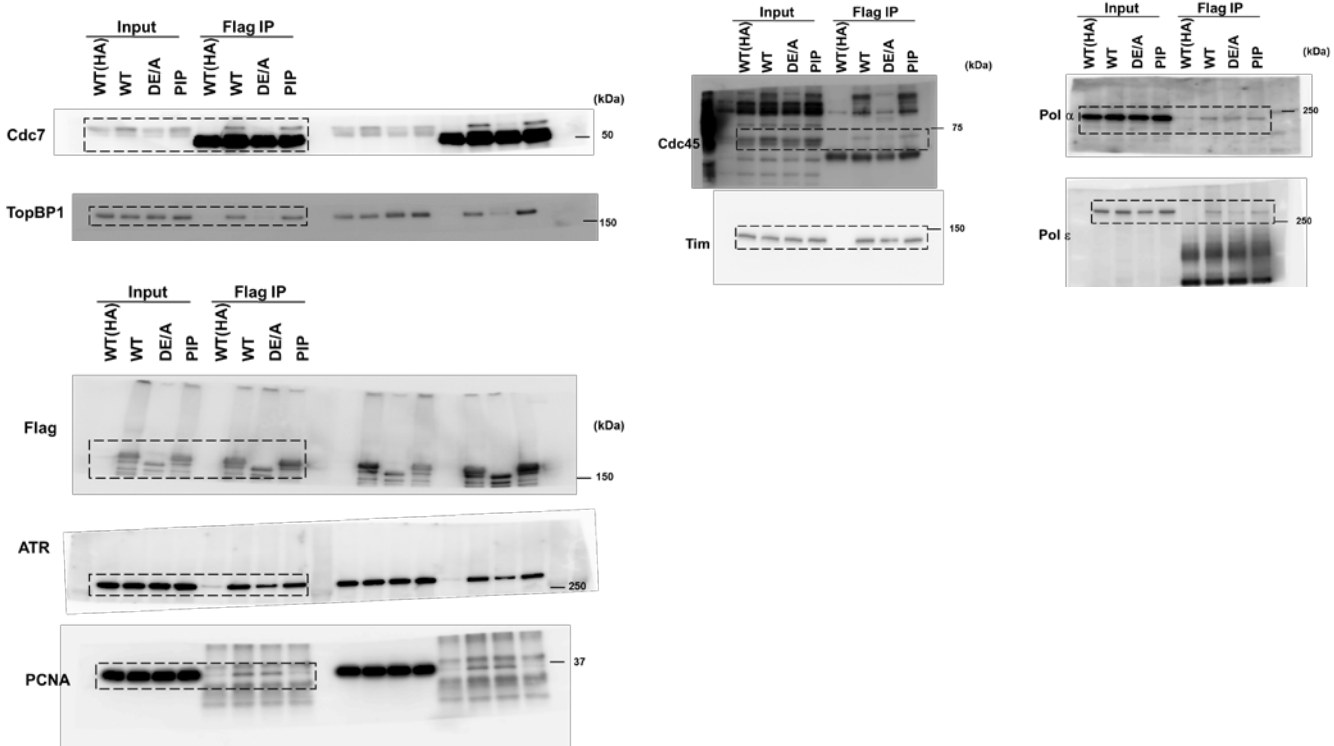 Input Flag IP
WT(HA) WT DE/A PIP WT(HA) WT DE/A PIP
(kDa)
Cdc7
50
TopBP1
150
Input Flag IP
WT(HA) WT DE/A PIP WT(HA) WT DE/A PIP
Flag
(kDa)
150
ATR
250
PCNA
37
Input Flag IP
WT(HA) WT DE/A PIP WT(HA) WT DE/A PIP
(kDa)
75
Cdc45
150
Tim
Input Flag IP
WT(HA) WT DE/A PIP WT(HA) WT DE/A PIP
(kDa)
250
Pol α
Pol ε
250